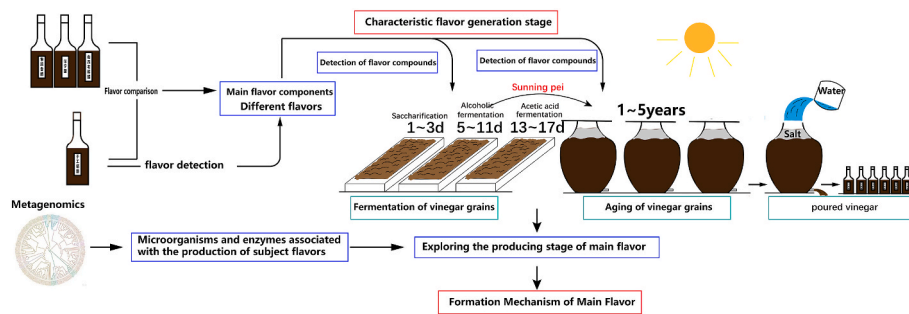 Characteristic flavor generation stage
Detection of flavor compounds
Detection of flavor compounds
Flavor comparison
Main flavor components
Different flavors
Sunning pei
Saccharification
1~3d
Alcoholic
fermentation
5~11d
Acetic acid
fermentation
13~17d
1~5years
Water
Salt
flavor detection
Fermentation of vinegar grains
Aging of vinegar grains
poured vinegar
Metagenomics
Microorganisms and enzymes associated
with the production of subject flavors
Exploring the producing stage of main flavor
Formation Mechanism of Main Flavor